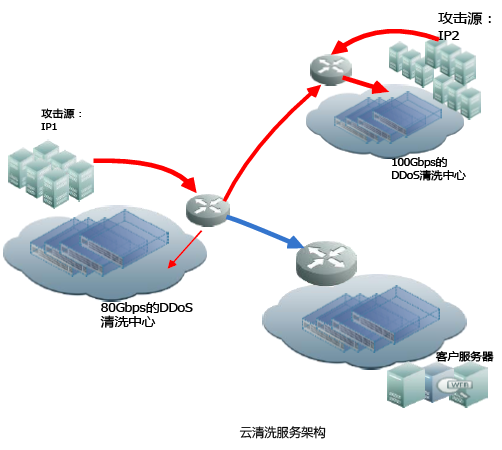 攻击源：
IP2
攻击源：
IP1
100Gbps的
DDoS清洗中心
80Gbps的DDoS
清洗中心
客户服务器
WEB
云清洗服务架构